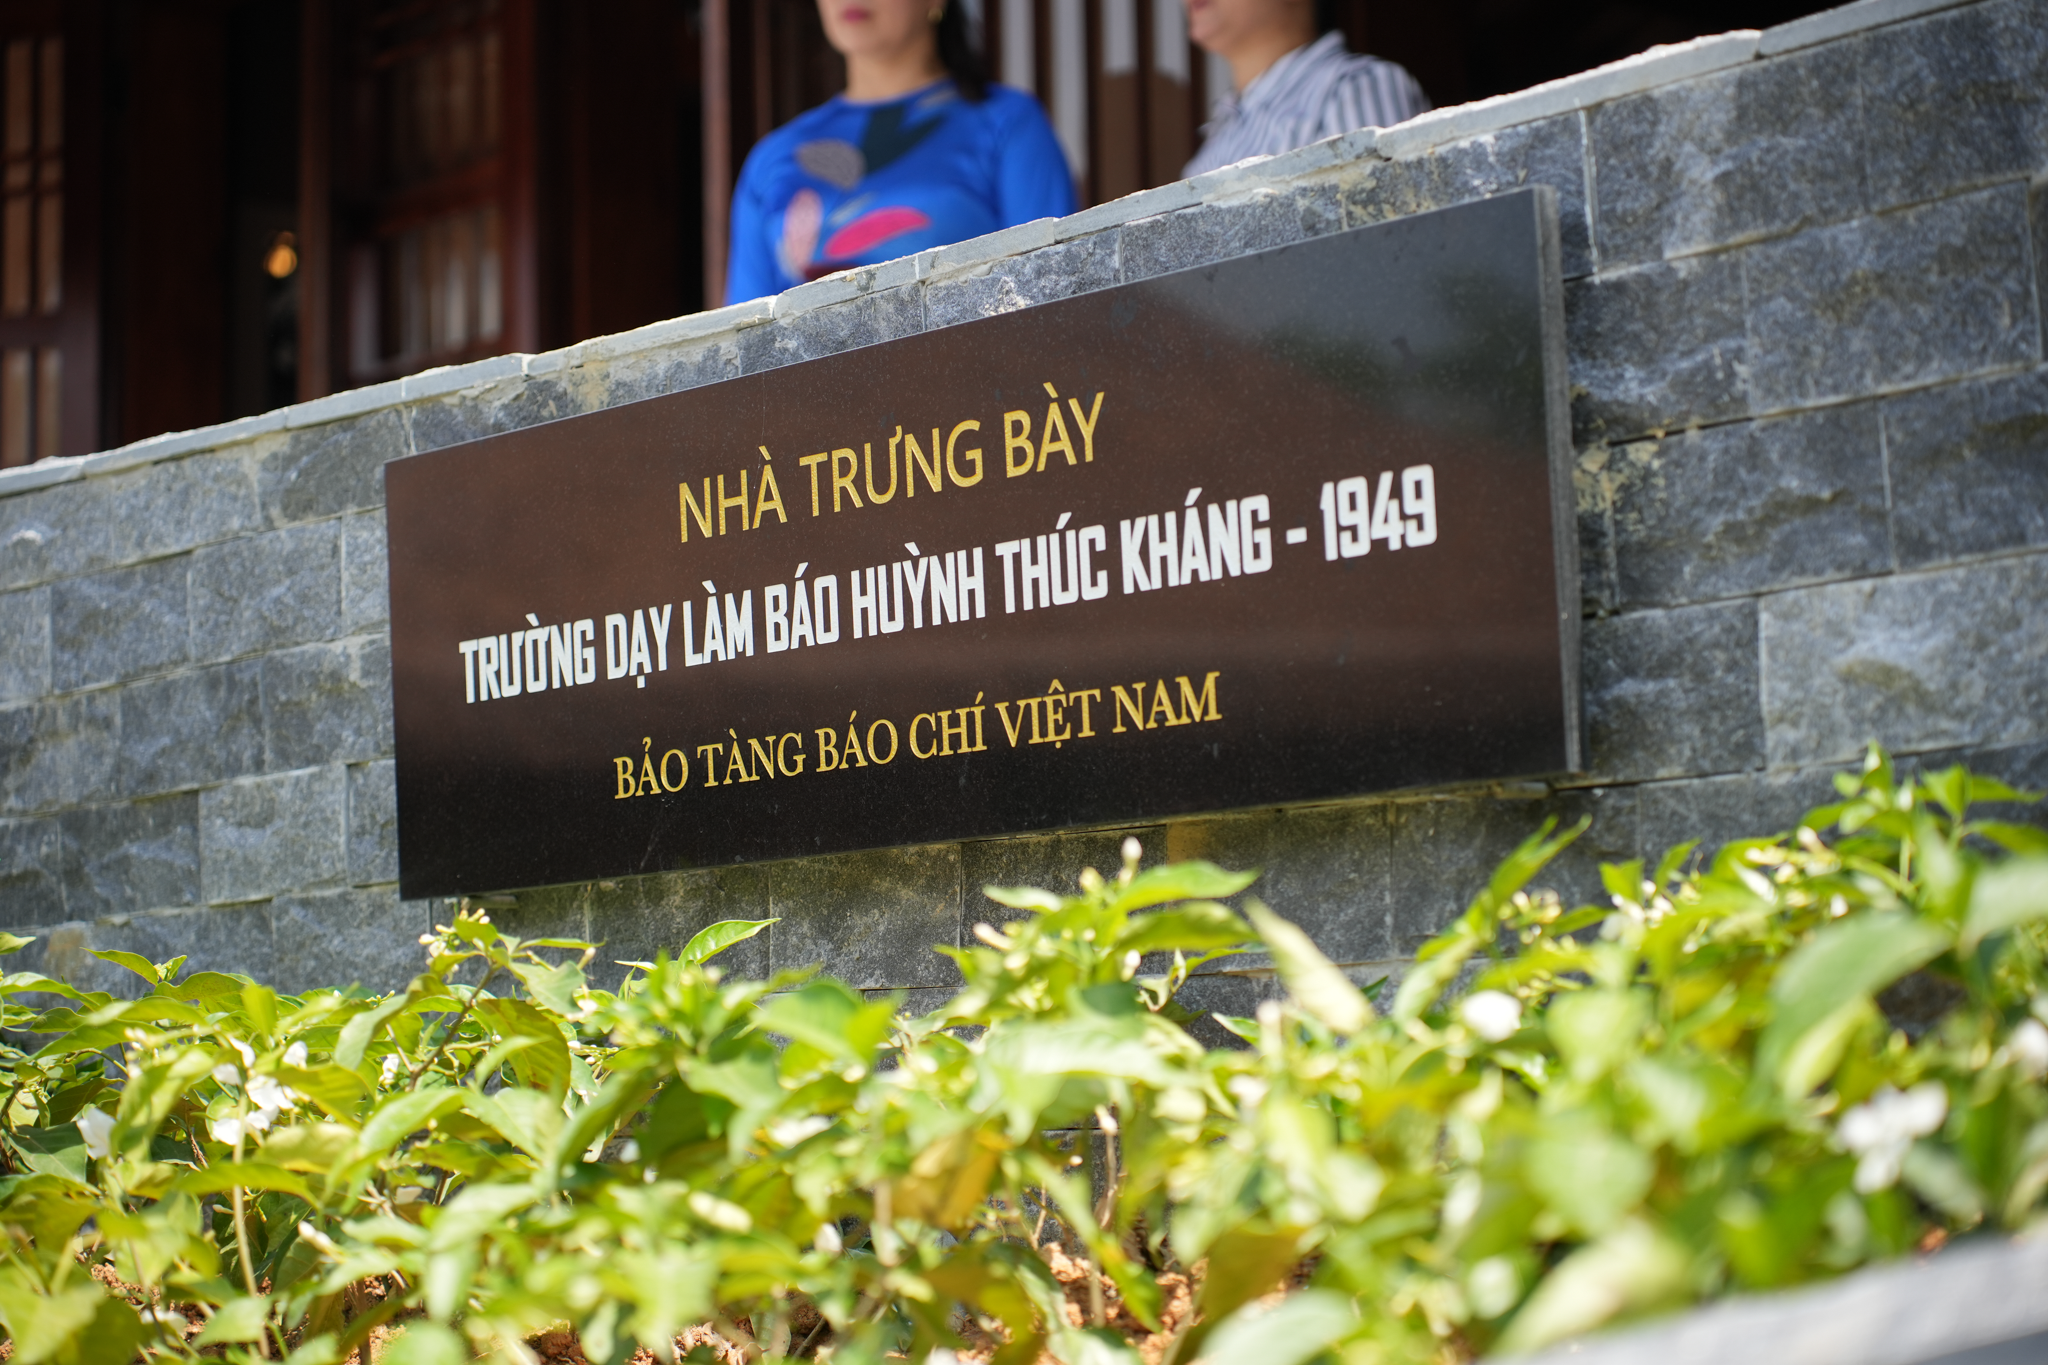 NHÀ TRƯNG BÀY
TRƯỜNG DẠY LÀM BÁO HUỲNH THÚC KHÁNG - 1949
BẢO TÀNG BÁO CHÍ VIỆT NAM